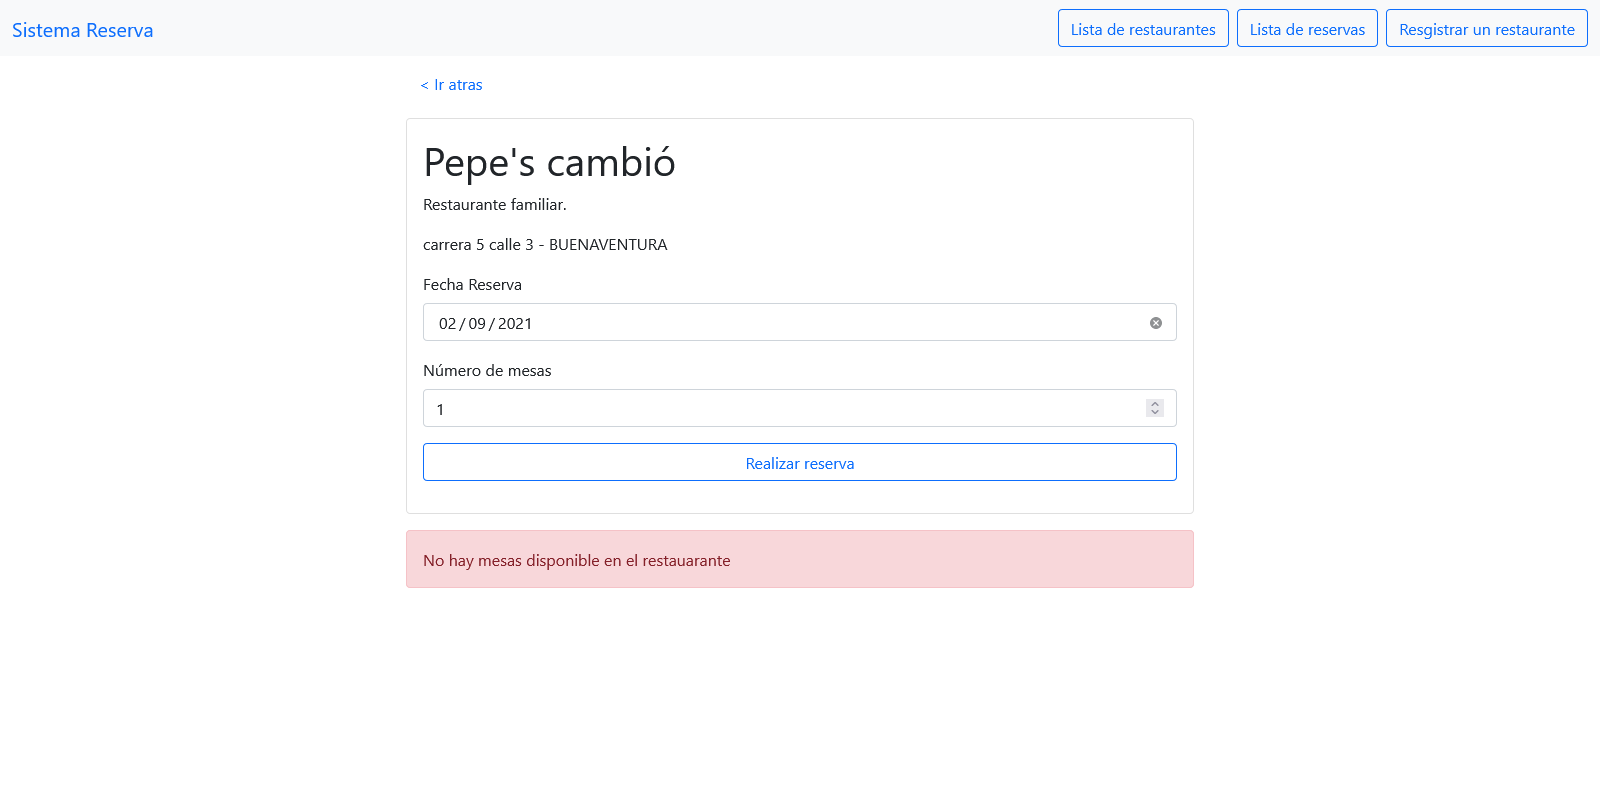 Sistema Reserva
Lista de restaurantes
Lista de reservas
Resgistrar un restaurante
< Ir atras
Pepe's cambió
Restaurante familiar.
carrera 5 calle 3 - BUENAVENTURA
Fecha Reserva
02/09/2021
Número de mesas
1
Realizar reserva
No hay mesas disponible en el restauarante